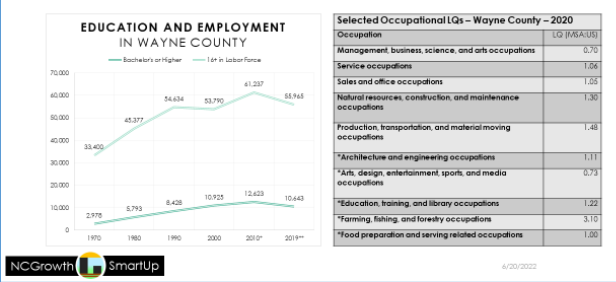 EDUCATION AND EMPLOYMENT
IN WAYNE COUNTY
Bachelor's or Higher 16+ in Labor Force
70,000
60,000
50,000
40,000
30,000
20,000
10,000
0
33,400
45,377
54,634
53,790
61,237
55,965
2,978
5,793
8,428
10,925
12,623
10,643
1970 1980 1990 2000 2010* 2019**
Selected Occupational LQs – Wayne County – 2020
Occupation LQ (MSA:US)
Management, business, science, and arts occupations 0.70
Service occupations 1.06
Sales and office occupations 1.05
Natural resources, construction, and maintenance 1.30
occupations
Production, transportation, and material moving 1.48
occupations
*Architecture and engineering occupations 1.11
*Arts, design, entertainment, sports, and media 0.73
occupations
*Education, training, and library occupations 1.22
*Farming, fishing, and forestry occupations 3.10
*Food preparation and serving related occupations 1.00
NCGrowth SmartUp
6/20/2022